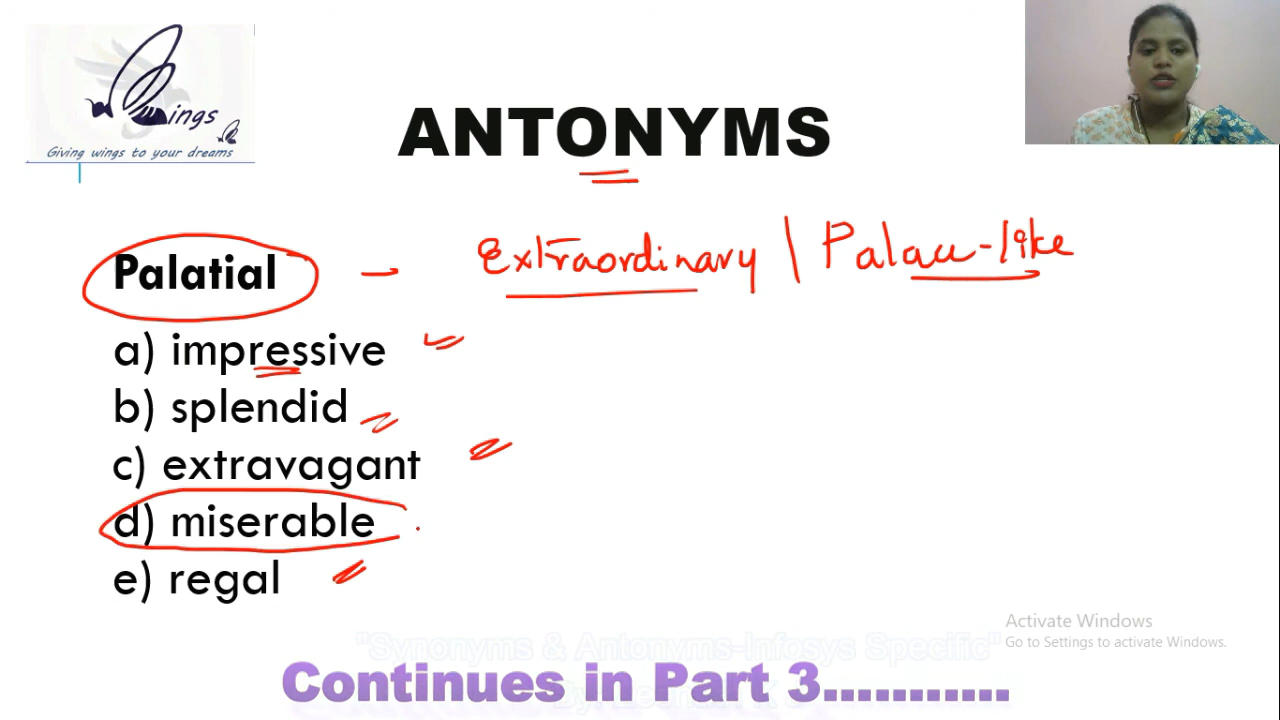 wings
Giving wings to your dreams
ANTONYMS
Palatial - Extraordinary | Palace-like
a) impressive
b) splendid
c) extravagant
d) miserable
e) regal
Activate Windows
Go to Settings to activate Windows.
"Synonyms & Antonyms-Infosys Specific"
Continues in Part 3...........